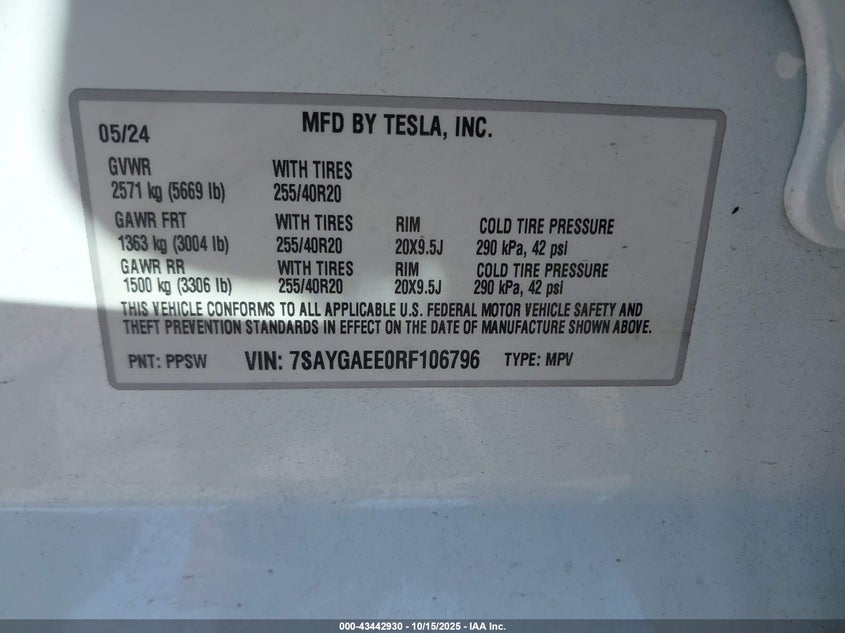 05/24 MFD BY TESLA, INC.
GVWR WITH TIRES
2571 kg (5669 lb) 255/40R20
GAWR FRT WITH TIRES RIM COLD TIRE PRESSURE
1363 kg (3004 lb) 255/40R20 20X9.5J 290 kPa, 42 psi
GAWR RR WITH TIRES RIM COLD TIRE PRESSURE
1500 kg (3306 lb) 255/40R20 20X9.5J 290 kPa, 42 psi
THIS VEHICLE CONFORMS TO ALL APPLICABLE U.S. FEDERAL MOTOR VEHICLE SAFETY AND
THEFT PREVENTION STANDARDS IN EFFECT ON THE DATE OF MANUFACTURE SHOWN ABOVE.
PNT: PPSW VIN: 7SAYGAEE0RF106796 TYPE: MPV
000-43442930 - 10/15/2025 - IAA Inc.